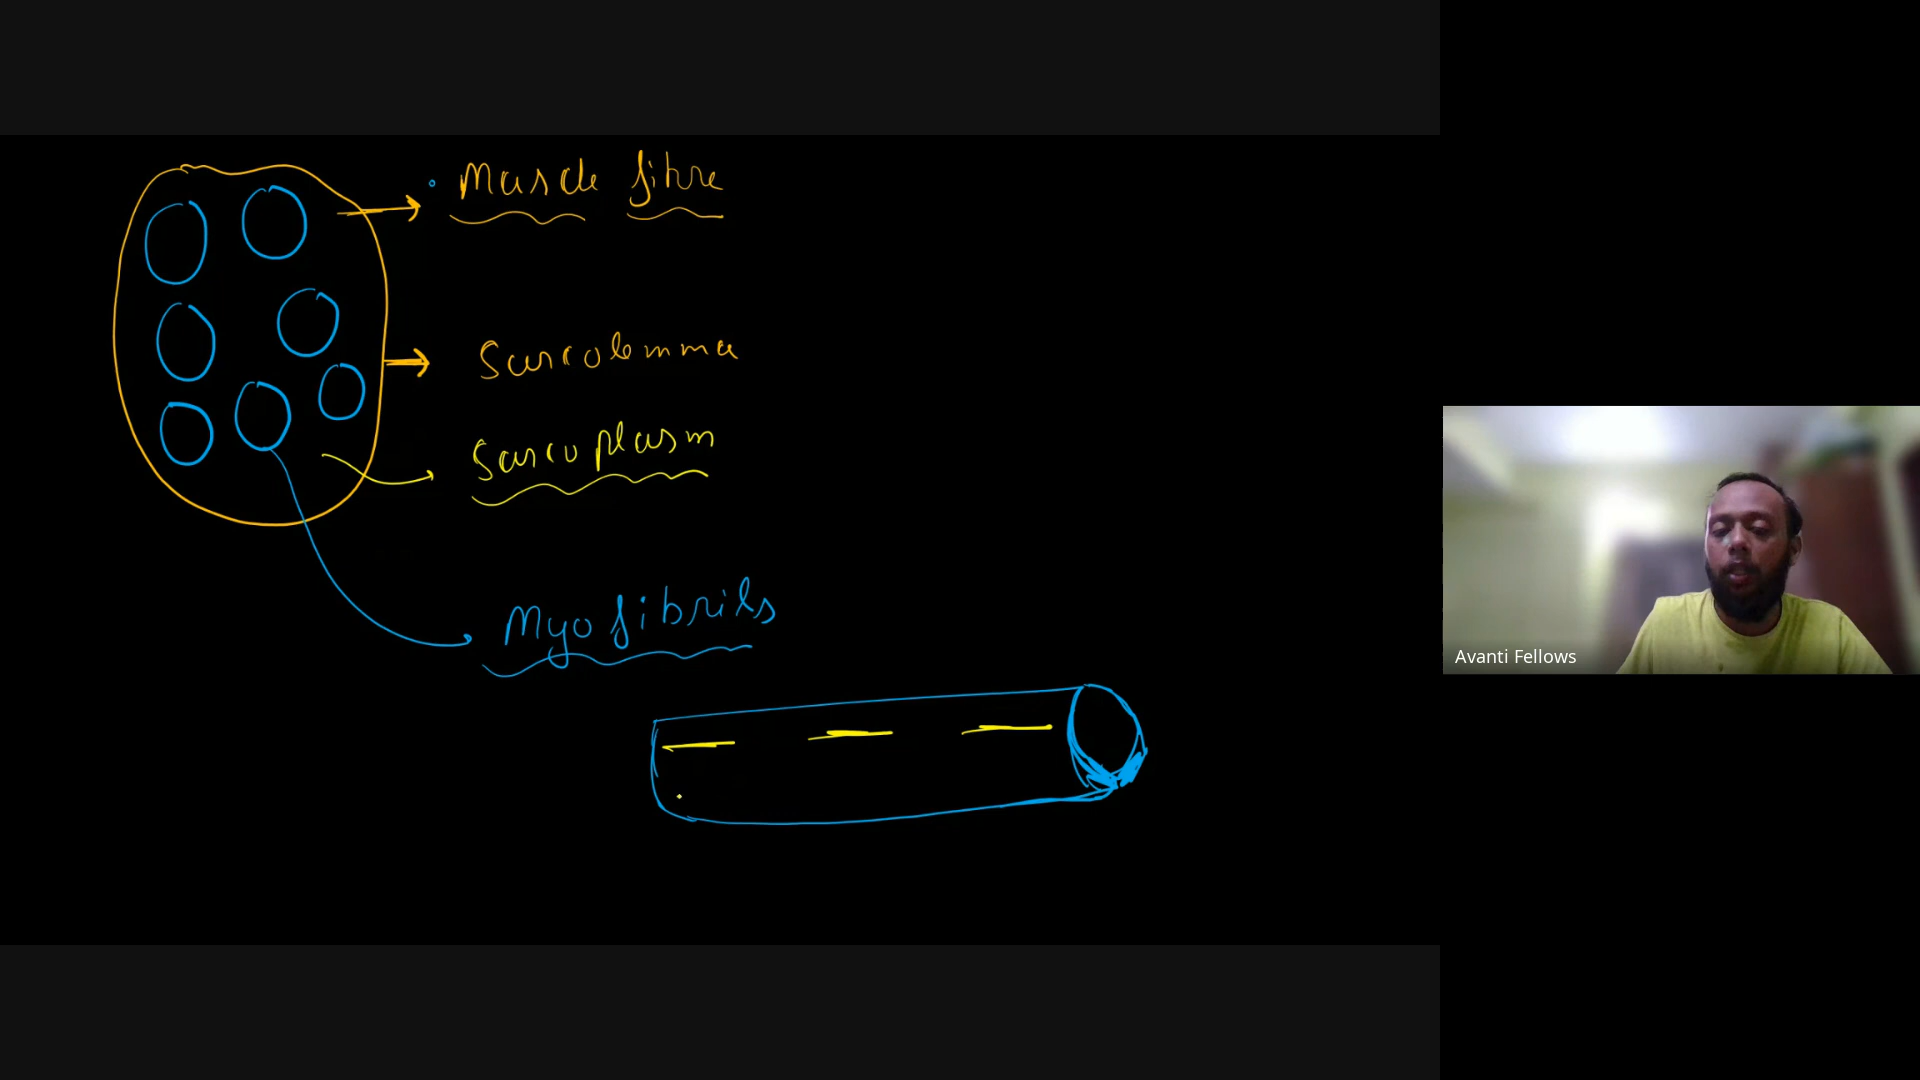 Muscle fibre
Sarcolemma
Sarcoplasm
Myofibrils
Avanti Fellows